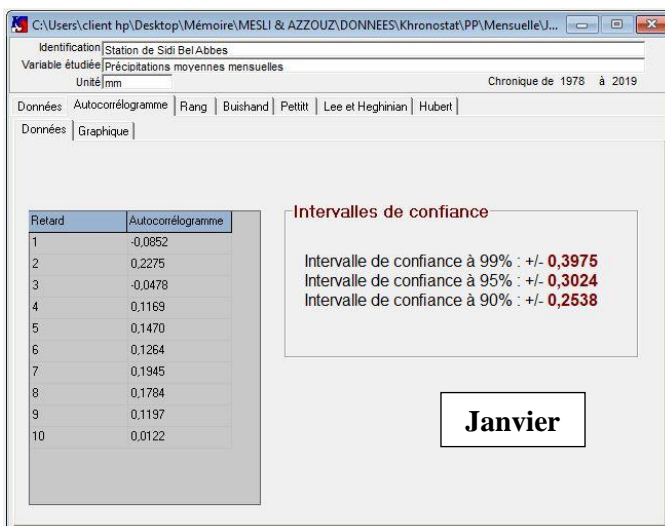 C:\Users\client hp\Desktop\Mémoire\MESLI & AZZOUZ\DONNEES\Khronostat\PP\Mensuelle\J...
Identification Station de Sidi Bel Abbes
Variable étudiée Précipitations moyennes mensuelles
Unité mm Chronique de 1978 à 2019
Données Autocorrélogramme Rang Buishand Pettitt Lee et Heghinian Hubert
Données Graphique
Retard Autocorrélogramme
1 -0,0852
2 0,2275
3 -0,0478
4 0,1169
5 0,1470
6 0,1264
7 0,1945
8 0,1784
9 0,1197
10 0,0122
Intervalles de confiance
Intervalle de confiance à 99% : +/- 0,3975
Intervalle de confiance à 95% : +/- 0,3024
Intervalle de confiance à 90% : +/- 0,2538
Janvier